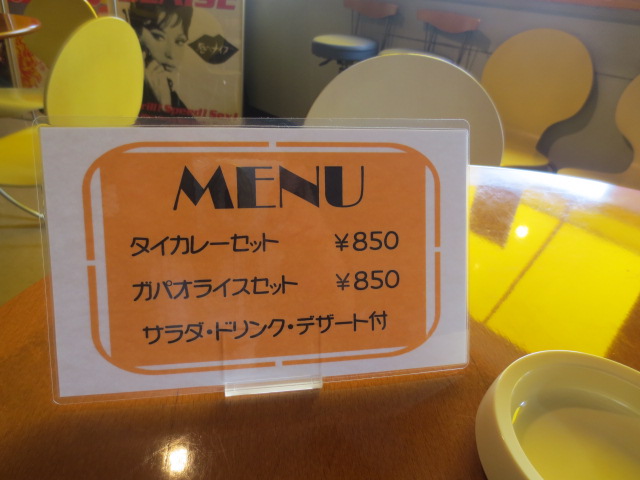 MENU
タイカレーセット ¥850
ガパオライスセット ¥850
サラダ・ドリンク・デザート付